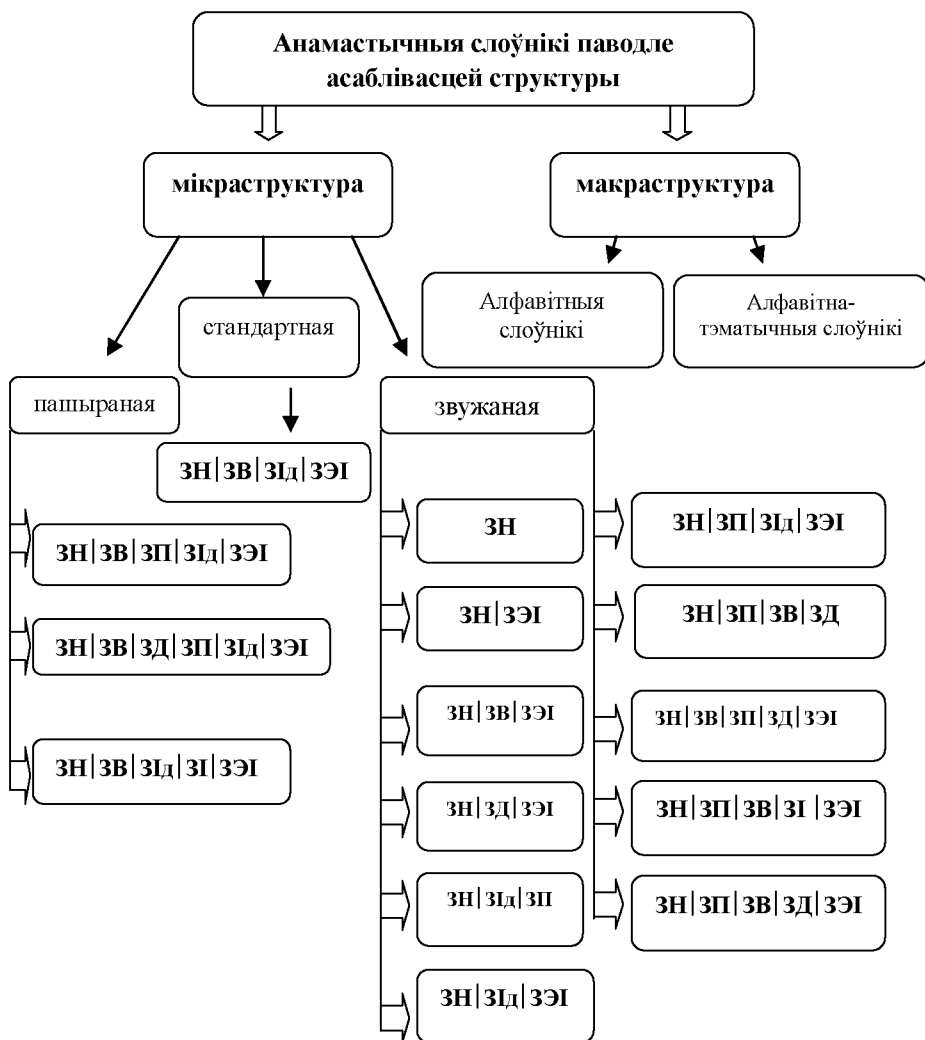 Анамастычныя слоўнікі паводле
асаблівасцей структуры
мікраструктура
макраструктура
Алфавітныя
слоўнікі
Алфавітна-
тэматычныя слоўнікі
стандартная
пашыраная
звужаная
ЗН|ЗВ|ЗІд|ЗЭІ
ЗН|ЗВ|ЗП|ЗІд|ЗЭІ
ЗН|ЗВ|ЗД|ЗП|ЗІд|ЗЭІ
ЗН|ЗВ|ЗІд|ЗІ|ЗЭІ
ЗН
ЗН|ЗЭІ
ЗН|ЗВ|ЗЭІ
ЗН|ЗД|ЗЭІ
ЗН|ЗІд|ЗП
ЗН|ЗІд|ЗЭІ
ЗН|ЗП|ЗІд|ЗЭІ
ЗН|ЗП|ЗВ|ЗД
ЗН|ЗВ|ЗП|ЗД|ЗЭІ
ЗН|ЗП|ЗВ|ЗІ |ЗЭІ
ЗН|ЗП|ЗВ|ЗД|ЗЭІ